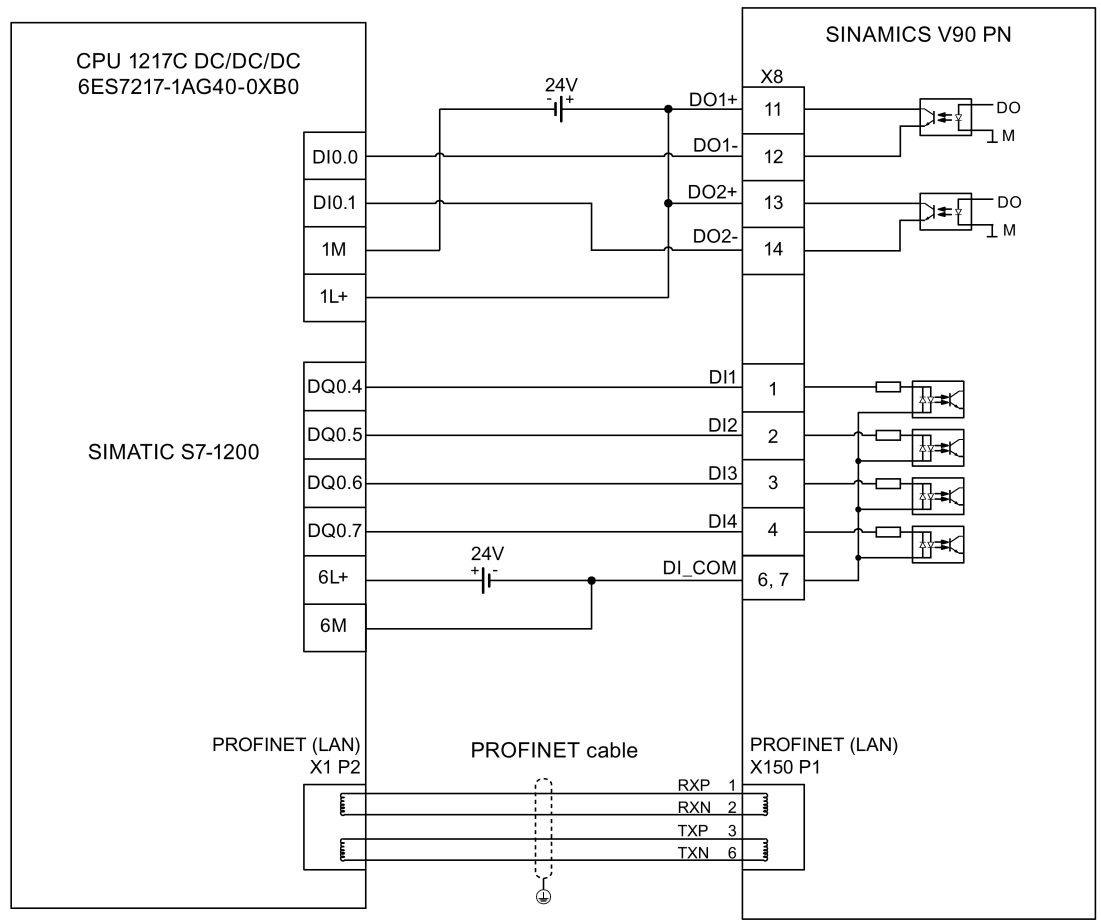 CPU 1217C DC/DC/DC
6ES7217-1AG40-0XB0
SINAMICS V90 PN
X8
24V
- +
DO1+
11
DO
M
DI0.0
DO1-
12
DI0.1
DO2+
13
DO
M
1M
DO2-
14
1L+
DQ0.4
DI1
1
DQ0.5
DI2
2
SIMATIC S7-1200
DQ0.6
DI3
3
DQ0.7
DI4
4
24V
+ -
6L+
DI_COM
6, 7
6M
PROFINET (LAN)
X1 P2
PROFINET cable
PROFINET (LAN)
X150 P1
RXP 1
RXN 2
TXP 3
TXN 6